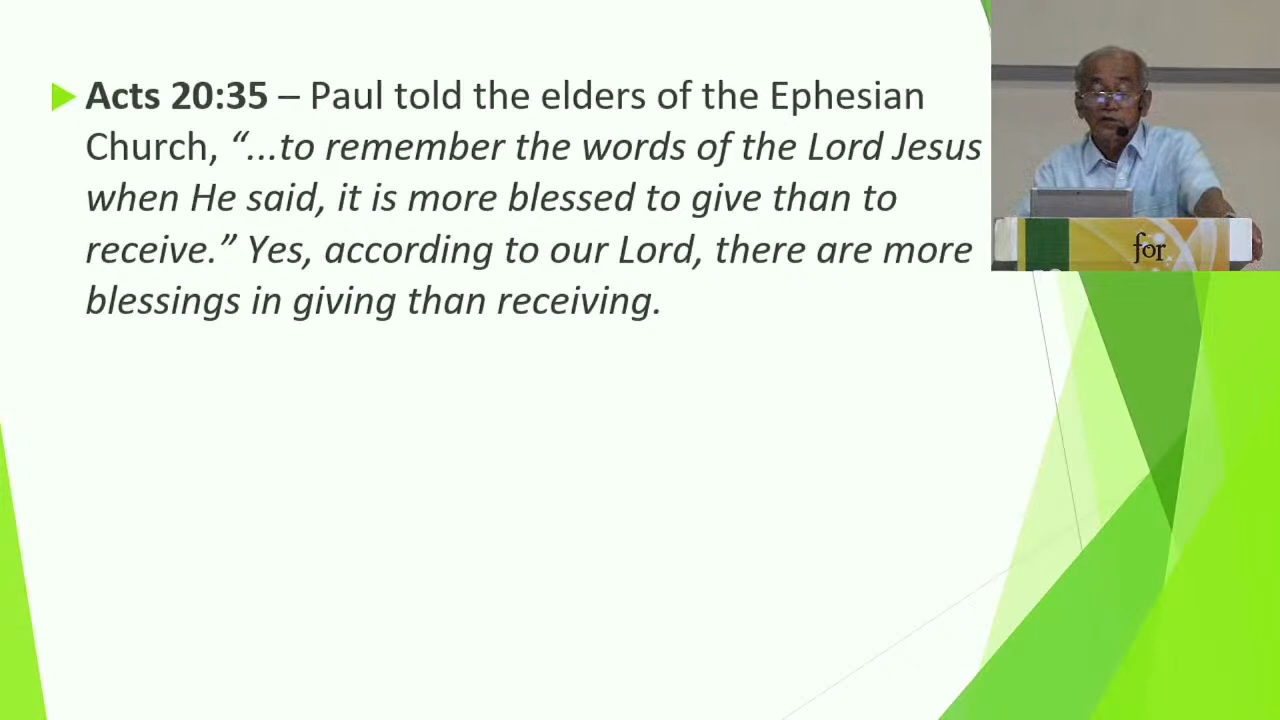 Acts 20:35 – Paul told the elders of the Ephesian
Church, “...to remember the words of the Lord Jesus
when He said, it is more blessed to give than to
receive.” Yes, according to our Lord, there are more
blessings in giving than receiving.
for